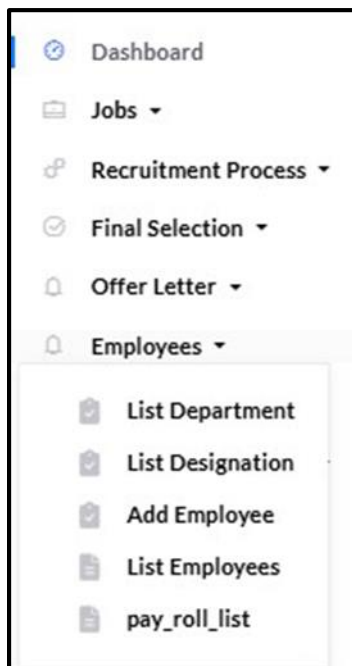 Dashboard
Jobs
Recruitment Process
Final Selection
Offer Letter
Employees
List Department
List Designation
Add Employee
List Employees
pay_roll_list